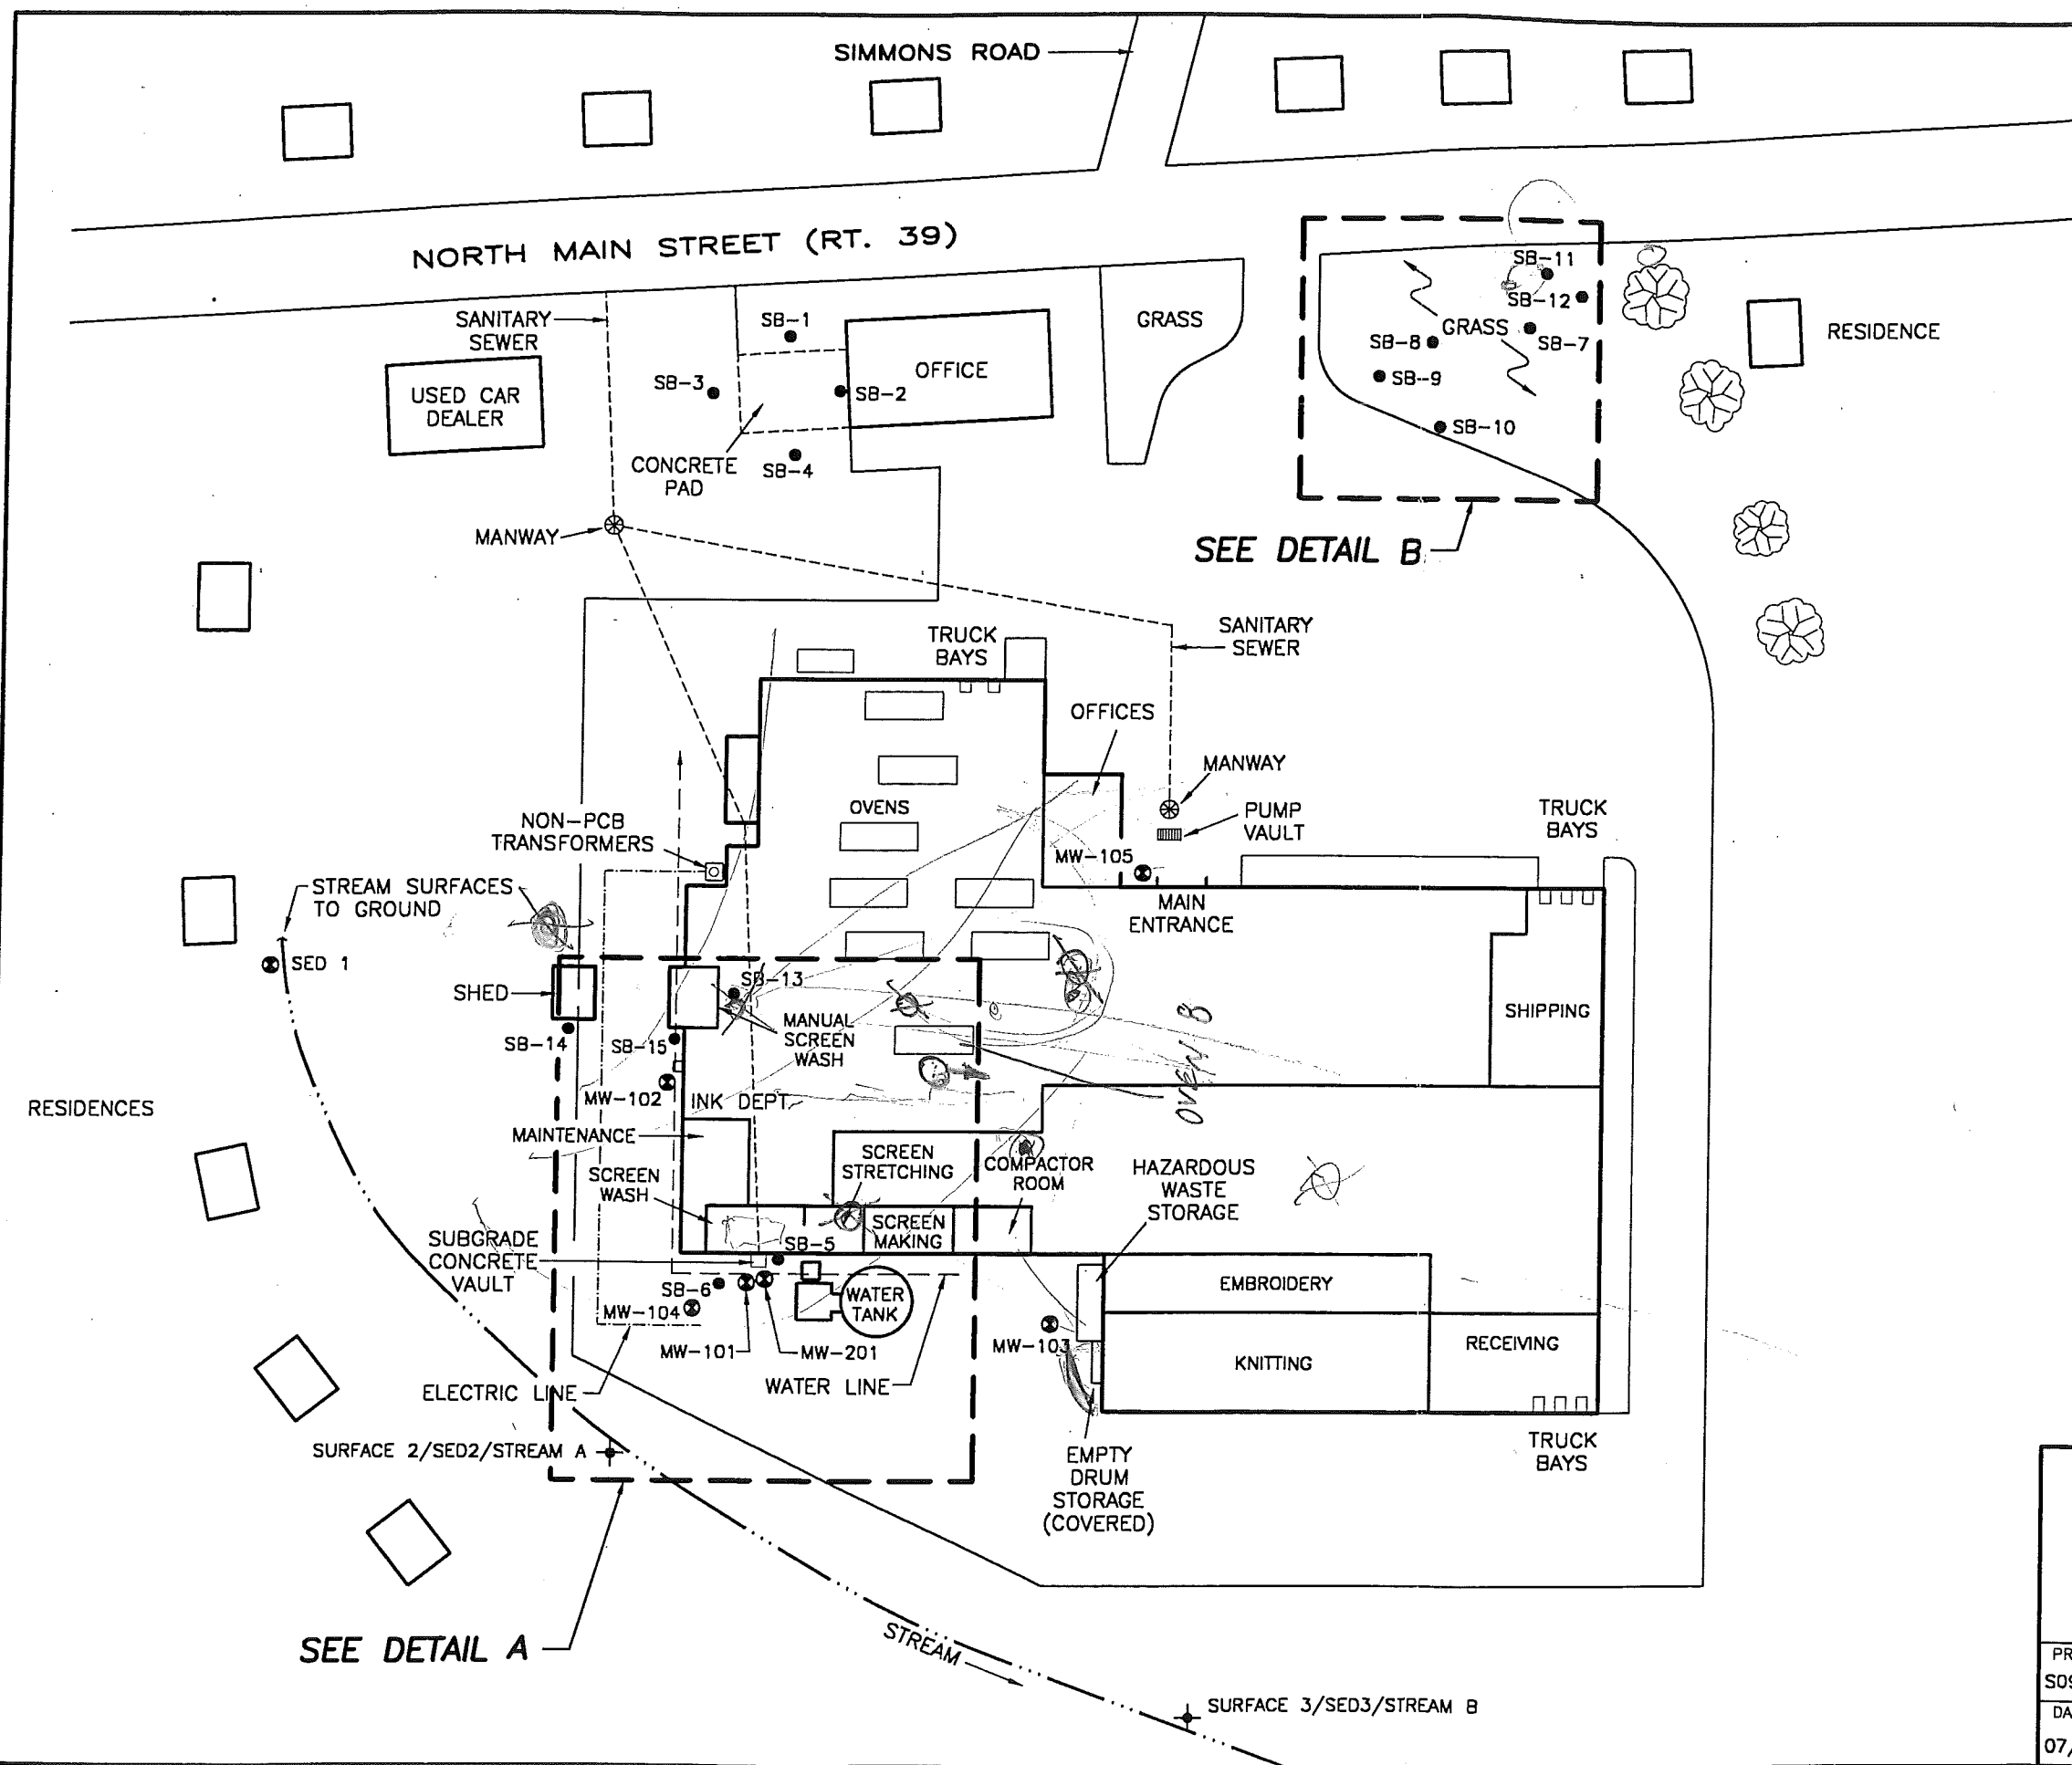 SIMMONS ROAD
NORTH MAIN STREET (RT. 39)
SANITARY
SEWER
SB-1
USED CAR
DEALER
SB-3
SB-2
OFFICE
CONCRETE
PAD
SB-4
GRASS
SB-11
SB-12
GRASS
SB-8
SB-7
SB-9
SB-10
RESIDENCE
MANWAY
SEE DETAIL B
SANITARY
SEWER
TRUCK
BAYS
OFFICES
MANWAY
PUMP
VAULT
OVENS
NON-PCB
TRANSFORMERS
MW-105
TRUCK
BAYS
MAIN
ENTRANCE
STREAM SURFACES
TO GROUND
SED 1
SHED
SB-13
MANUAL
SCREEN
WASH
SHIPPING
SB-14
SB-15
OVEN B
MW-102
INK DEPT.
RESIDENCES
MAINTENANCE
SCREEN
WASH
SCREEN
STRETCHING
COMPACTOR
ROOM
HAZARDOUS
WASTE
STORAGE
SCREEN
MAKING
SUBGRADE
CONCRETE
VAULT
SB-5
SB-6
MW-104
WATER
TANK
EMBROIDERY
MW-101
MW-201
MW-103
KNITTING
RECEIVING
ELECTRIC LINE
WATER LINE
SURFACE 2/SED2/STREAM A
EMPTY
DRUM
STORAGE
(COVERED)
TRUCK
BAYS
SEE DETAIL A
STREAM
SURFACE 3/SED3/STREAM B
PR
S09
DA
07/